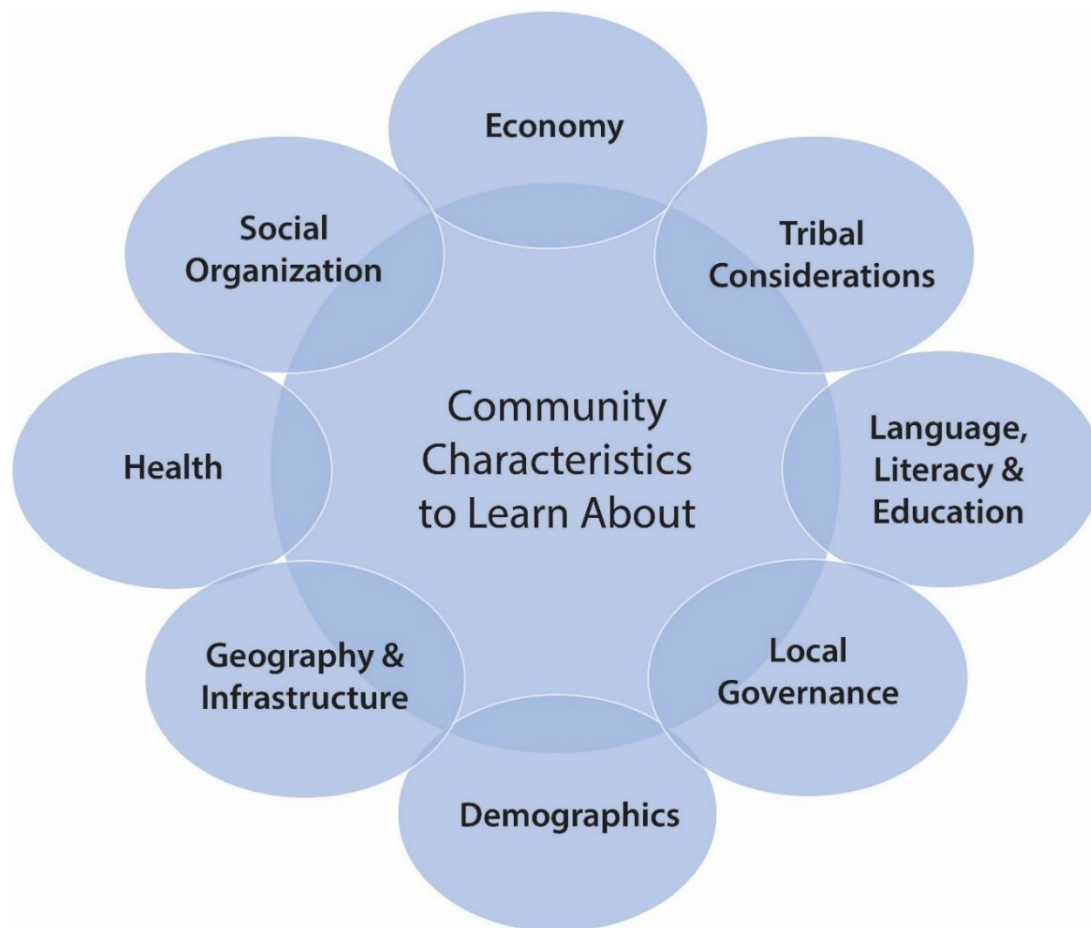 Economy
Social
Organization
Tribal
Considerations
Health
Community
Characteristics
to Learn About
Language,
Literacy &
Education
Geography &
Infrastructure
Local
Governance
Demographics